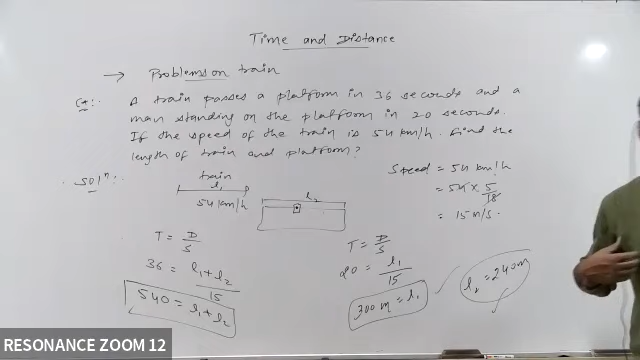 Time and Distance
→ Problems on train
Ex:. A train passes a platform in 36 seconds and a
man standing on the platform in 20 seconds.
If the speed of the train is 54 km/h. Find the
length of train and platform?
Solⁿ:.
train
l₁
54 km/h
l₂
Speed = 54 km/h
= 54 × 5/18
= 15 m/s.
T = D/S
36 = l₁+l₂/15
540 = l₁+l₂
T = D/S
20 = l₁/15
300 m = l₁
l₂ = 240m
RESONANCE ZOOM 12